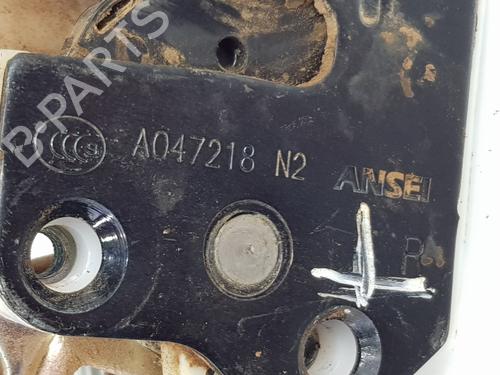 B-PARTS
CCC S A047218 N2 ANSEI
R